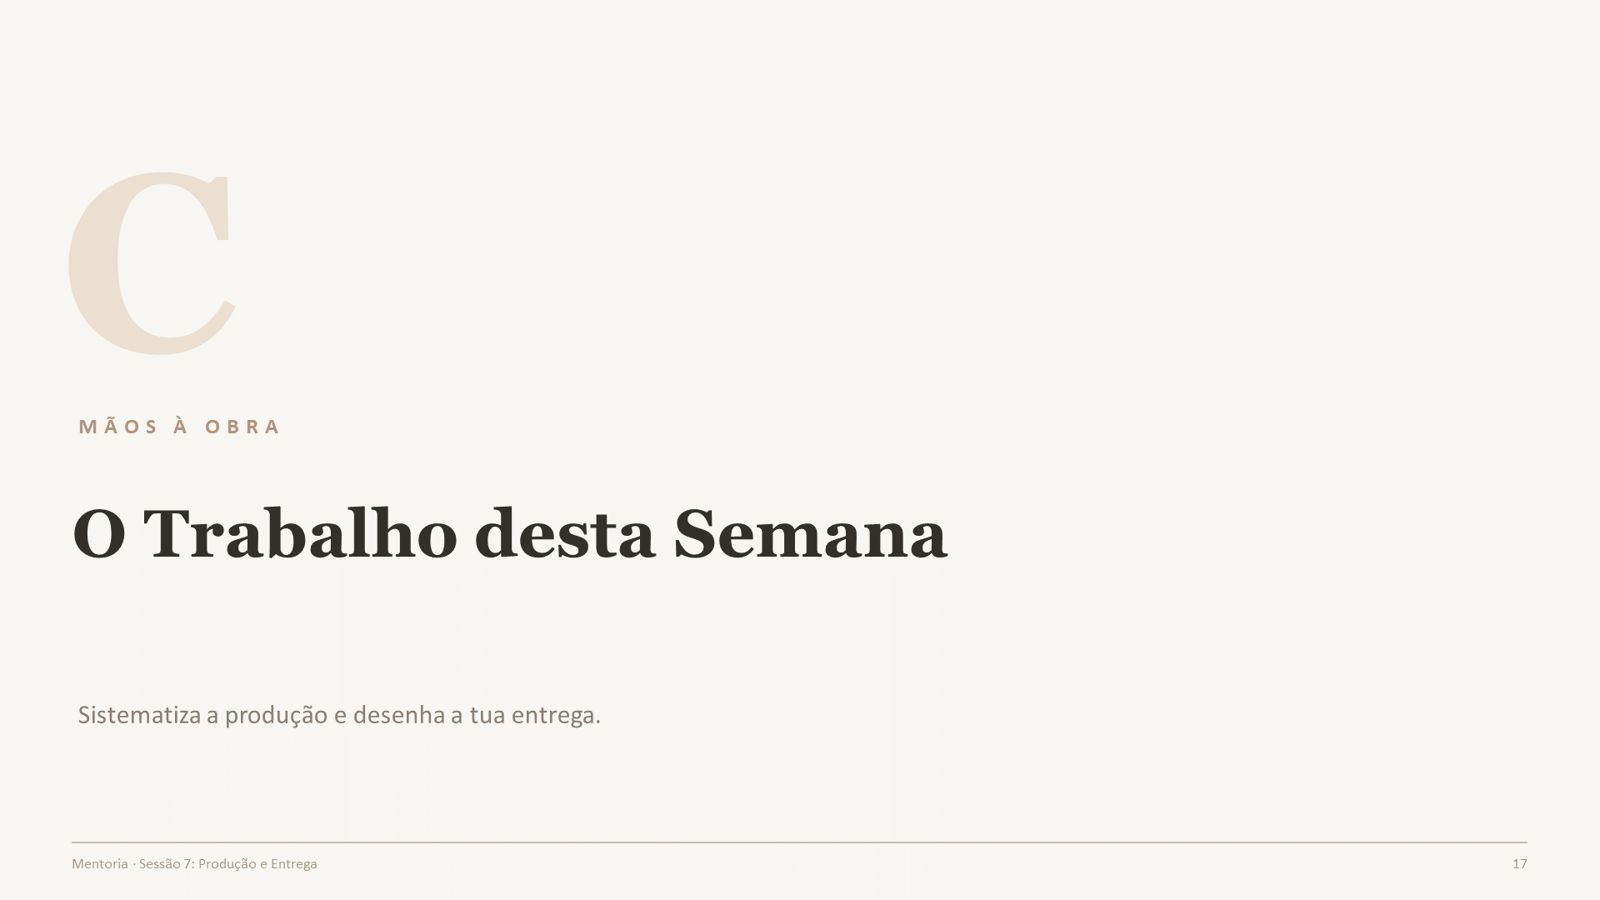 C
MÃOS À OBRA
O Trabalho desta Semana
Sistematiza a produção e desenha a tua entrega.
Mentoria · Sessão 7: Produção e Entrega
17